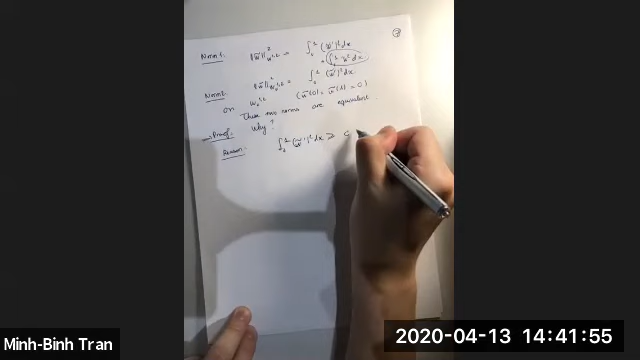 Norm 1. ‖w̄‖²_{W^{1,2}} = ∫₀¹ (w̄')² dx
+ ∫₀¹ w̄² dx
Norm 2 ‖w̄‖²_{W₀^{1,2}} = ∫₀¹ (w̄')² dx
on W₀^{1,2} (w̄(0) = w̄(1) = 0)
These two norms are equivalent
Proof: Why?
Reason: ∫₀¹ (w̄')² dx ≥ C
Minh-Binh Tran
2020-04-13 14:41:55